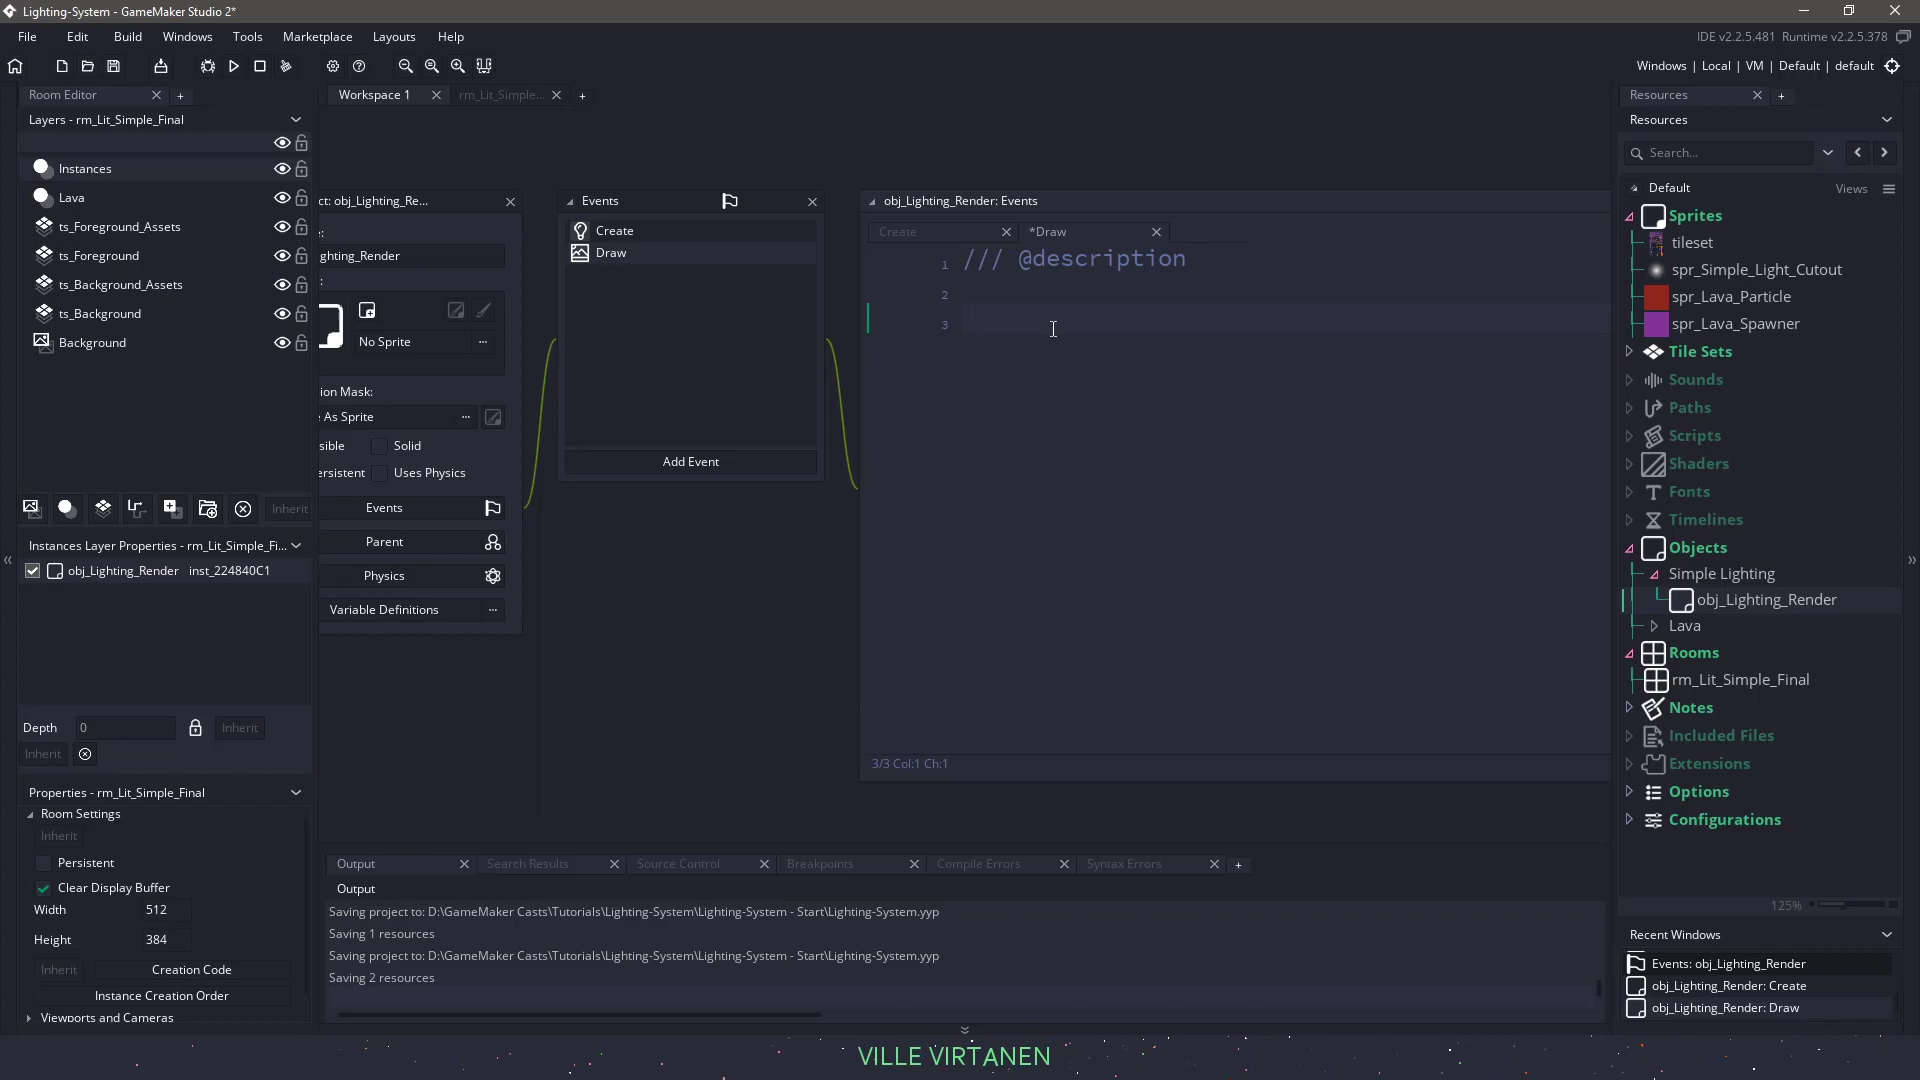 Lighting-System - GameMaker Studio 2*
File Edit Build Windows Tools Marketplace Layouts Help
IDE v2.2.5.481 Runtime v2.2.5.378
Windows | Local | VM | Default | default
Room Editor
Layers - rm_Lit_Simple_Final
Instances
Lava
ts_Foreground_Assets
ts_Foreground
ts_Background_Assets
ts_Background
Background
Inherit
Instances Layer Properties - rm_Lit_Simple_Fi...
obj_Lighting_Render inst_224840C1
Depth 0 Inherit
Inherit
Properties - rm_Lit_Simple_Final
Room Settings
Inherit
Persistent
Clear Display Buffer
Width 512
Height 384
Inherit Creation Code
Instance Creation Order
Viewports and Cameras
Workspace 1 rm_Lit_Simple...
ct: obj_Lighting_Re...
e:
ighting_Render
:
No Sprite
ion Mask:
e As Sprite
sible Solid
ersistent Uses Physics
Events
Parent
Physics
Variable Definitions
Events
Create
Draw
Add Event
obj_Lighting_Render: Events
Create *Draw
1 /// @description
2
3
3/3 Col:1 Ch:1
Output Search Results Source Control Breakpoints Compile Errors Syntax Errors
Output
Saving project to: D:\GameMaker Casts\Tutorials\Lighting-System\Lighting-System - Start\Lighting-System.yyp
Saving 1 resources
Saving project to: D:\GameMaker Casts\Tutorials\Lighting-System\Lighting-System - Start\Lighting-System.yyp
Saving 2 resources
Resources
Resources
Search...
Default Views
Sprites
tileset
spr_Simple_Light_Cutout
spr_Lava_Particle
spr_Lava_Spawner
Tile Sets
Sounds
Paths
Scripts
Shaders
Fonts
Timelines
Objects
Simple Lighting
obj_Lighting_Render
Lava
Rooms
rm_Lit_Simple_Final
Notes
Included Files
Extensions
Options
Configurations
125%
Recent Windows
Events: obj_Lighting_Render
obj_Lighting_Render: Create
obj_Lighting_Render: Draw
VILLE VIRTANEN